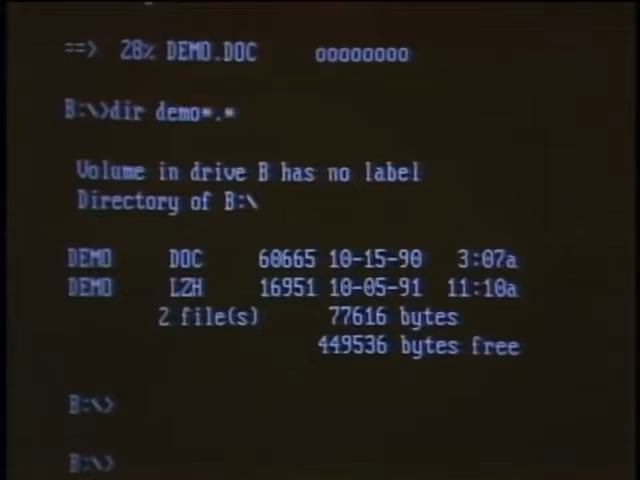 ==> 28% DEMO.DOC oooooooo
B:\>dir demo*.*
Volume in drive B has no label
Directory of B:\
DEMO DOC 60665 10-15-90 3:07a
DEMO LZH 16951 10-05-91 11:10a
2 file(s) 77616 bytes
449536 bytes free
B:\>
B:\>